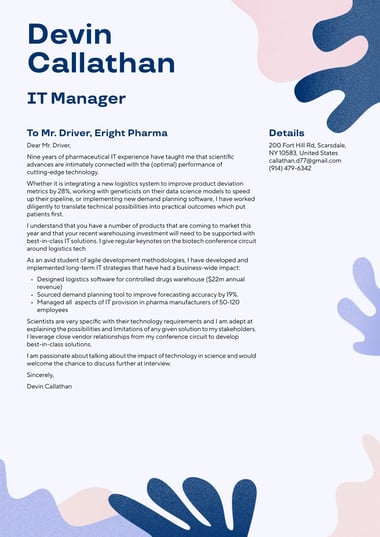 Devin
Callathan
IT Manager
To Mr. Driver, Eright Pharma
Dear Mr. Driver,
Nine years of pharmaceutical IT experience have taught me that scientific
advances are intimately connected with the (optimal) performance of
cutting-edge technology.
Whether it is integrating a new logistics system to improve product deviation
metrics by 28%, working with geneticists on their data science models to speed
up their pipeline, or implementing new demand planning software, I have worked
diligently to translate technical possibilities into practical outcomes which put
patients first.
I understand that you have a number of products that are coming to market this
year and that your recent warehousing investment will need to be supported with
best-in-class IT solutions. I give regular keynotes on the biotech conference circuit
around logistics tech.
As an avid student of agile development methodologies, I have developed and
implemented long-term IT strategies that have had a business-wide impact:
• Designed logistics software for controlled drugs warehouse ($22m annual
revenue)
• Sourced demand planning tool to improve forecasting accuracy by 19%.
• Managed all aspects of IT provision in pharma manufacturers of 50-120
employees
Scientists are very specific with their technology requirements and I am adept at
explaining the possibilities and limitations of any given solution to my stakeholders.
I leverage close vendor relationships from my conference circuit to develop
best-in-class solutions.
I am passionate about talking about the impact of technology in science and would
welcome the chance to discuss further at interview.
Sincerely,
Devin Callathan
Details
200 Fort Hill Rd, Scarsdale,
NY 10583, United States
callathan.d77@gmail.com
(914) 479-6342